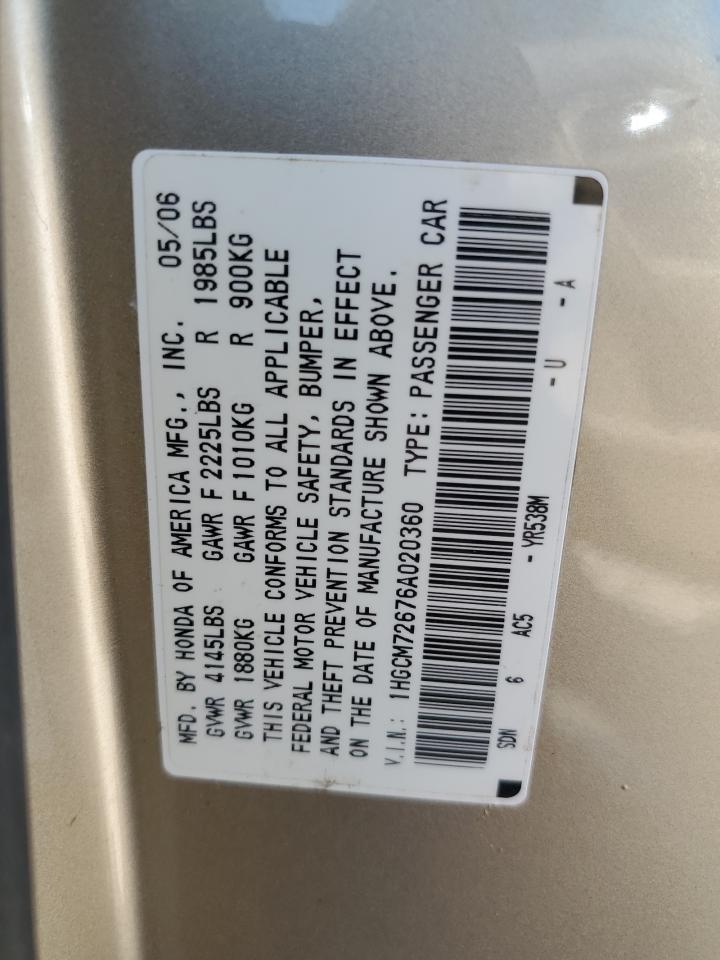 MFD. BY HONDA OF AMERICA MFG., INC. 05/06
GVWR 4145LBS GAWR F 2225LBS R 1985LBS
GVWR 1880KG GAWR F 1010KG R 900KG
THIS VEHICLE CONFORMS TO ALL APPLICABLE
FEDERAL MOTOR VEHICLE SAFETY, BUMPER,
AND THEFT PREVENTION STANDARDS IN EFFECT
ON THE DATE OF MANUFACTURE SHOWN ABOVE.
V.I.N.: 1HGCM72676A020360 TYPE: PASSENGER CAR
SDN 6 AC5 - YR538M - U - A